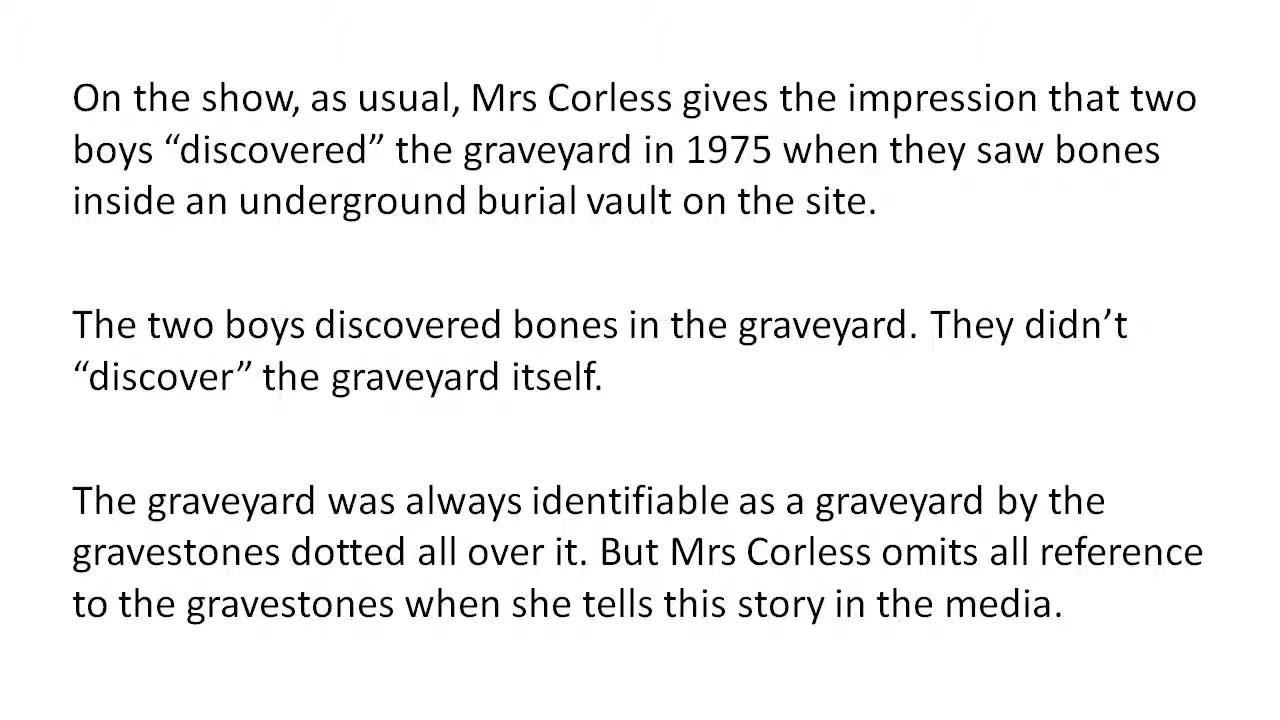 On the show, as usual, Mrs Corless gives the impression that two
boys “discovered” the graveyard in 1975 when they saw bones
inside an underground burial vault on the site.
The two boys discovered bones in the graveyard. They didn’t
“discover” the graveyard itself.
The graveyard was always identifiable as a graveyard by the
gravestones dotted all over it. But Mrs Corless omits all reference
to the gravestones when she tells this story in the media.